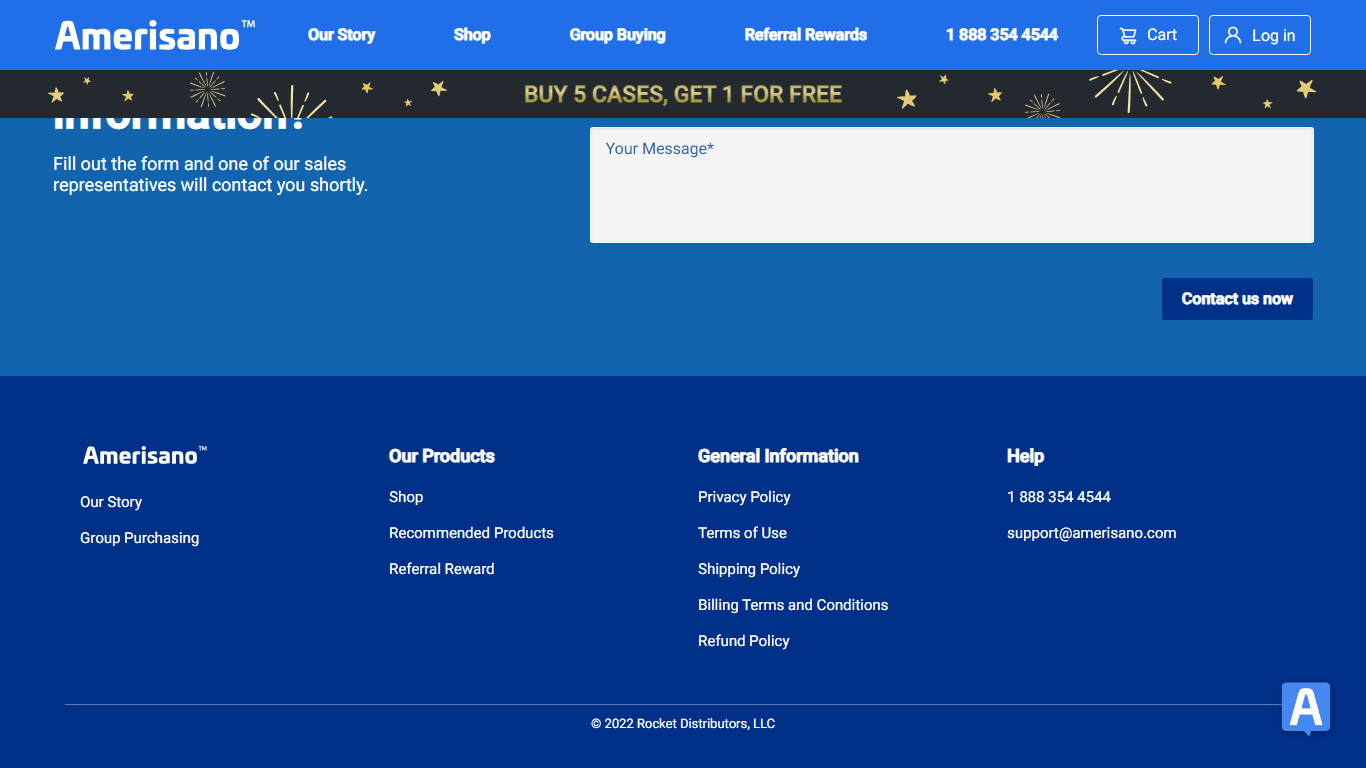 Amerisano™
Our Story
Shop
Group Buying
Referral Rewards
1 888 354 4544
Cart
Log in
BUY 5 CASES, GET 1 FOR FREE
information?
Fill out the form and one of our sales
representatives will contact you shortly.
Your Message*
Contact us now
Amerisano™
Our Story
Group Purchasing
Our Products
Shop
Recommended Products
Referral Reward
General Information
Privacy Policy
Terms of Use
Shipping Policy
Billing Terms and Conditions
Refund Policy
Help
1 888 354 4544
support@amerisano.com
A
© 2022 Rocket Distributors, LLC